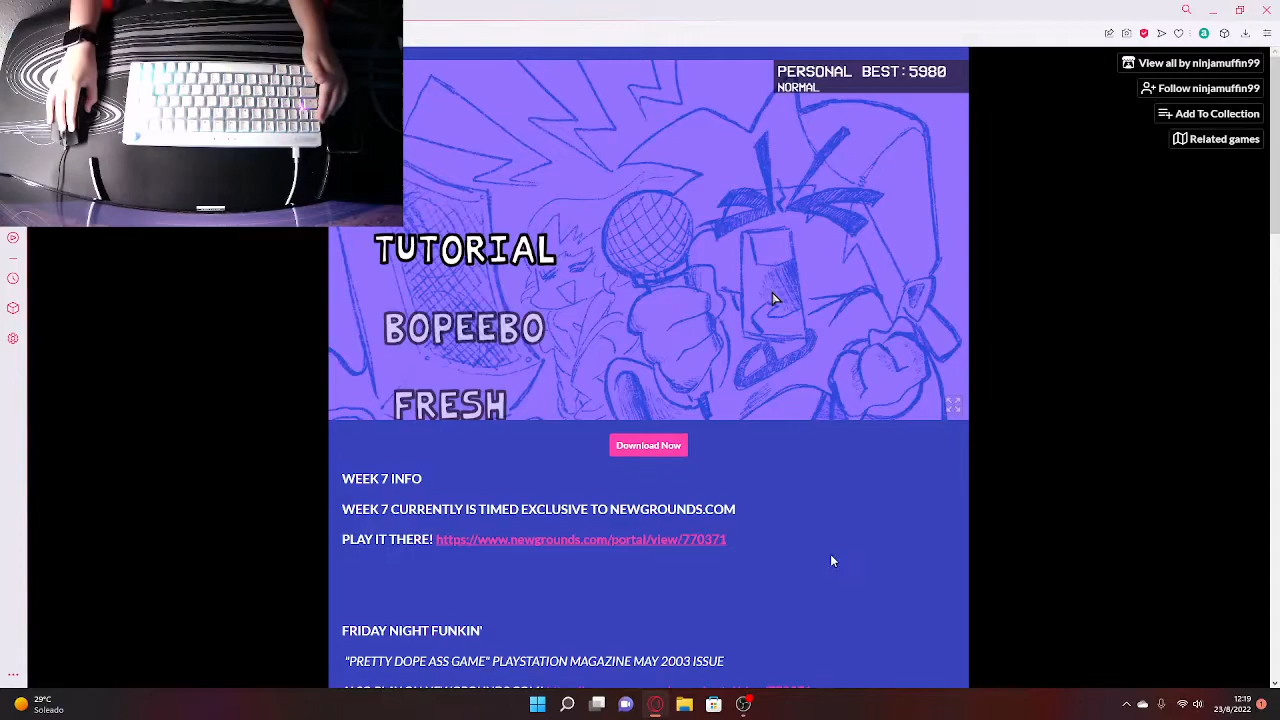 PERSONAL BEST:5980
NORMAL
View all by ninjamuffin99
Follow ninjamuffin99
Add To Collection
Related games
TUTORIAL
BOPEEBO
FRESH
Download Now
WEEK 7 INFO
WEEK 7 CURRENTLY IS TIMED EXCLUSIVE TO NEWGROUNDS.COM
PLAY IT THERE! https://www.newgrounds.com/portal/view/770371
FRIDAY NIGHT FUNKIN'
"PRETTY DOPE ASS GAME" PLAYSTATION MAGAZINE MAY 2003 ISSUE
29°C
Soleado
12:19
23/8/2022